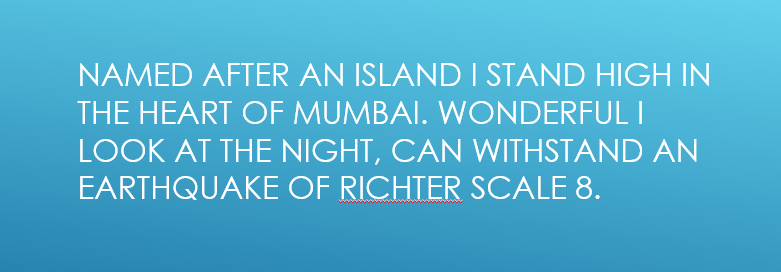 NAMED AFTER AN ISLAND I STAND HIGH IN
THE HEART OF MUMBAI. WONDERFUL I
LOOK AT THE NIGHT, CAN WITHSTAND AN
EARTHQUAKE OF RICHTER SCALE 8.